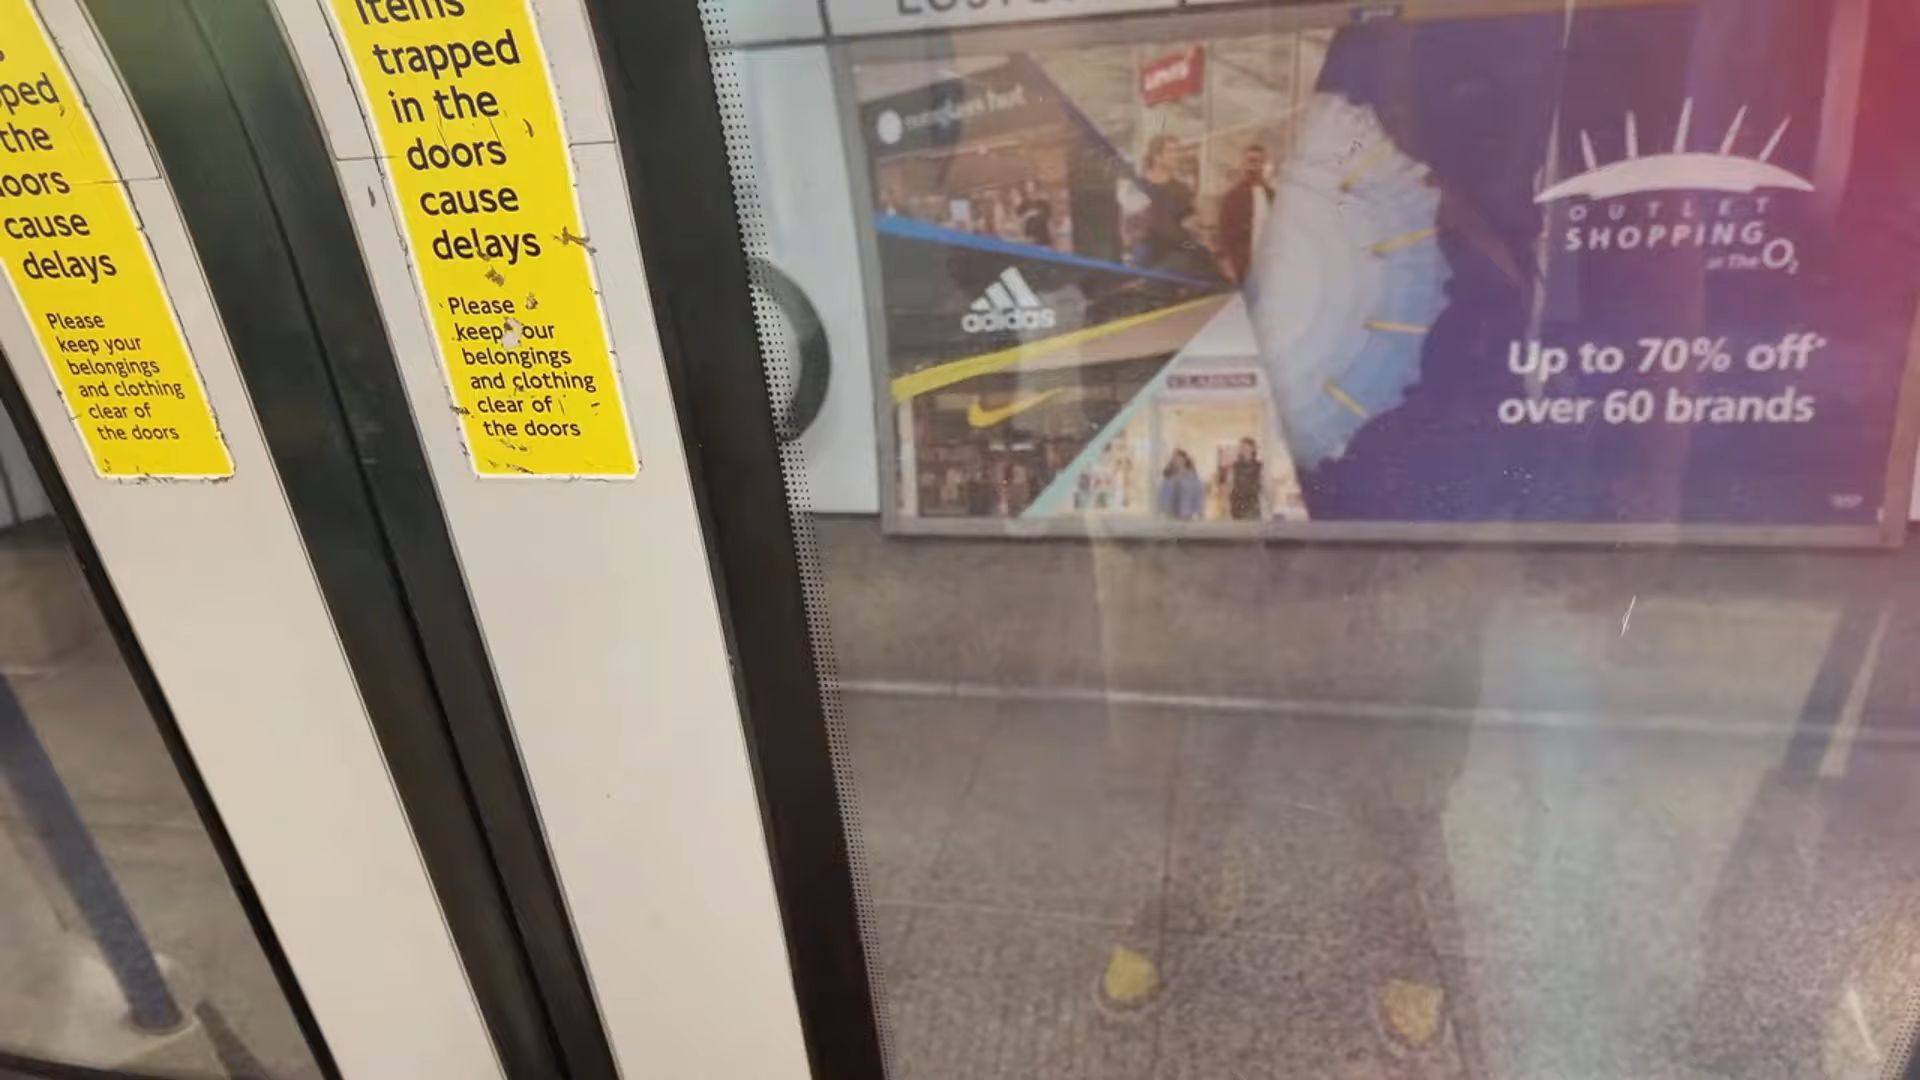 ped
the
cause
delays
Please
keep your
belongings
and clothing
clear of
the doors
items
trapped
in the
doors
cause
delays
Please
keep our
belongings
and clothing
clear of
the doors
Levi's
adidas
OUTLET
SHOPPING
at The O2
Up to 70% off*
over 60 brands